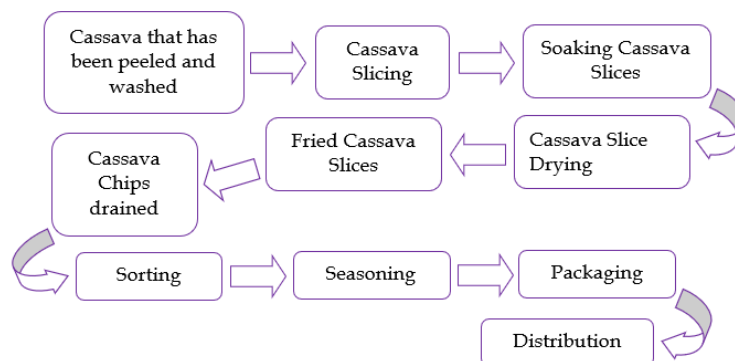 Cassava that has
been peeled and
washed
Cassava
Slicing
Soaking Cassava
Slices
Cassava Slice
Drying
Fried Cassava
Slices
Cassava
Chips
drained
Sorting
Seasoning
Packaging
Distribution